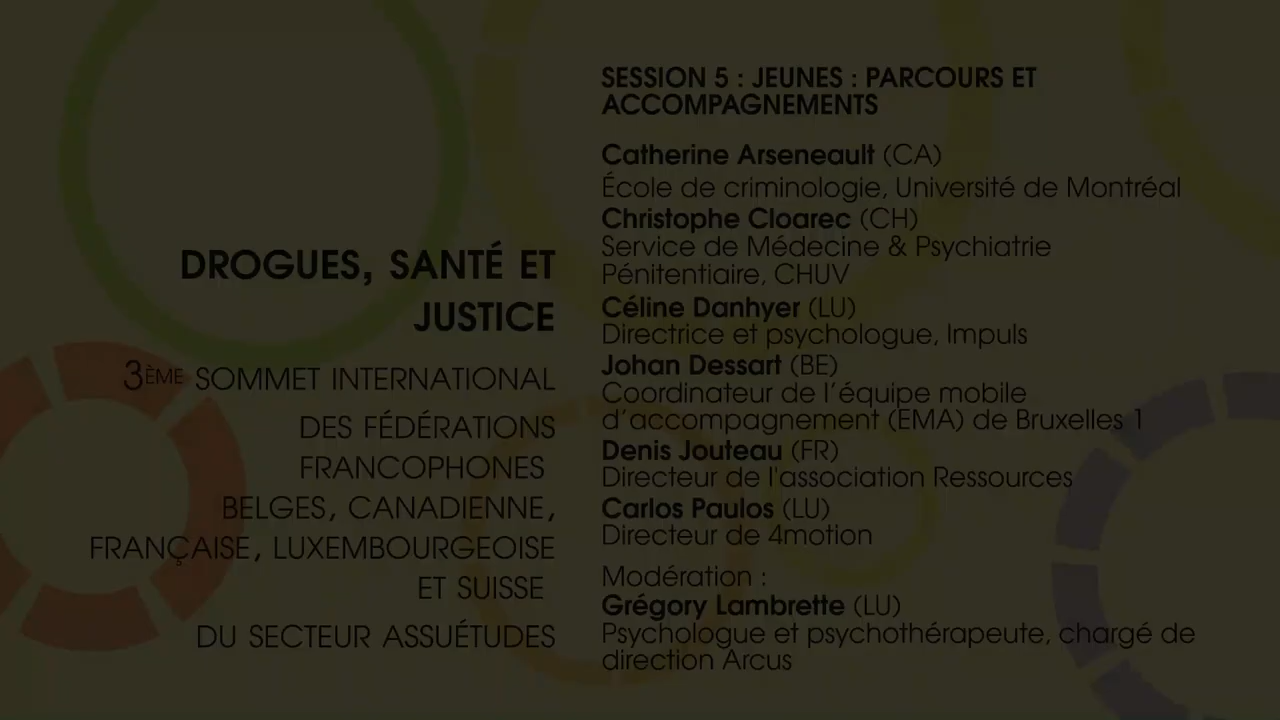 DROGUES, SANTÉ ET
JUSTICE
3ÈME SOMMET INTERNATIONAL
DES FÉDÉRATIONS
FRANCOPHONES
BELGES, CANADIENNE,
FRANÇAISE, LUXEMBOURGEOISE
ET SUISSE
DU SECTEUR ASSUÉTUDES
SESSION 5 : JEUNES : PARCOURS ET
ACCOMPAGNEMENTS
Catherine Arseneault (CA)
École de criminologie, Université de Montréal
Christophe Cloarec (CH)
Service de Médecine & Psychiatrie
Pénitentiaire, CHUV
Céline Danhyer (LU)
Directrice et psychologue, Impuls
Johan Dessart (BE)
Coordinateur de l’équipe mobile
d’accompagnement (EMA) de Bruxelles 1
Denis Jouteau (FR)
Directeur de l'association Ressources
Carlos Paulos (LU)
Directeur de 4motion
Modération :
Grégory Lambrette (LU)
Psychologue et psychothérapeute, chargé de
direction Arcus